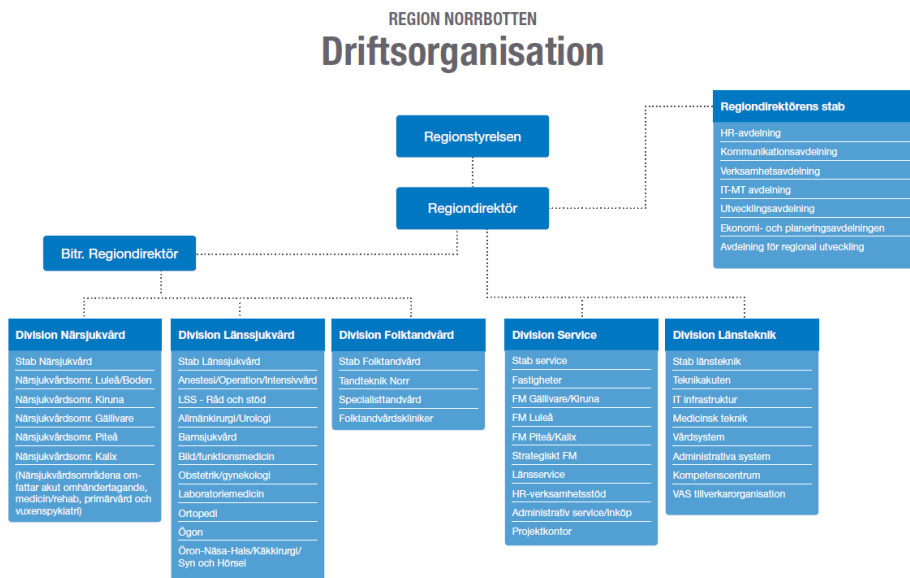 REGION NORRBOTTEN
Driftsorganisation
Regiondirektörens stab
HR-avdelning
Kommunikationsavdelning
Verksamhetsavdelning
IT-MT avdelning
Utvecklingsavdelning
Ekonomi- och planeringsavdelningen
Avdelning för regional utveckling
Regionstyrelsen
Regiondirektör
Bitr. Regiondirektör
Division Närsjukvård
Stab Närsjukvård
Närsjukvårdsomr. Luleå/Boden
Närsjukvårdsomr. Kiruna
Närsjukvårdsomr. Gällivare
Närsjukvårdsomr. Piteå
Närsjukvårdsomr. Kalix
(Närsjukvårdsområdena om-
fattar akut omhändertagande,
medicin/rehab, primärvård och
vuxenspykiatri)
Division Länssjukvård
Stab Länssjukvård
Anestesi/Operation/Intensivvård
LSS - Råd och stöd
Allmänkirurgi/Urologi
Barnsjukvård
Bild/funktionsmedicin
Obstetrik/gynekologi
Laboratoriemedicin
Ortopedi
Ögon
Öron-Näsa-Hals/Käkkirurgi/
Syn och Hörsel
Division Folktandvård
Stab Folktandvård
Tandteknik Norr
Specialisttandvård
Folktandvårdskliniker
Division Service
Stab service
Fastigheter
FM Gällivare/Kiruna
FM Luleå
FM Piteå/Kalix
Strategiskt FM
Länsservice
HR-verksamhetsstöd
Administrativ service/Inköp
Projektkontor
Division Länsteknik
Stab länsteknik
Teknikakuten
IT infrastruktur
Medicinsk teknik
Vårdsystem
Administrativa system
Kompetenscentrum
VAS tillverkarorganisation